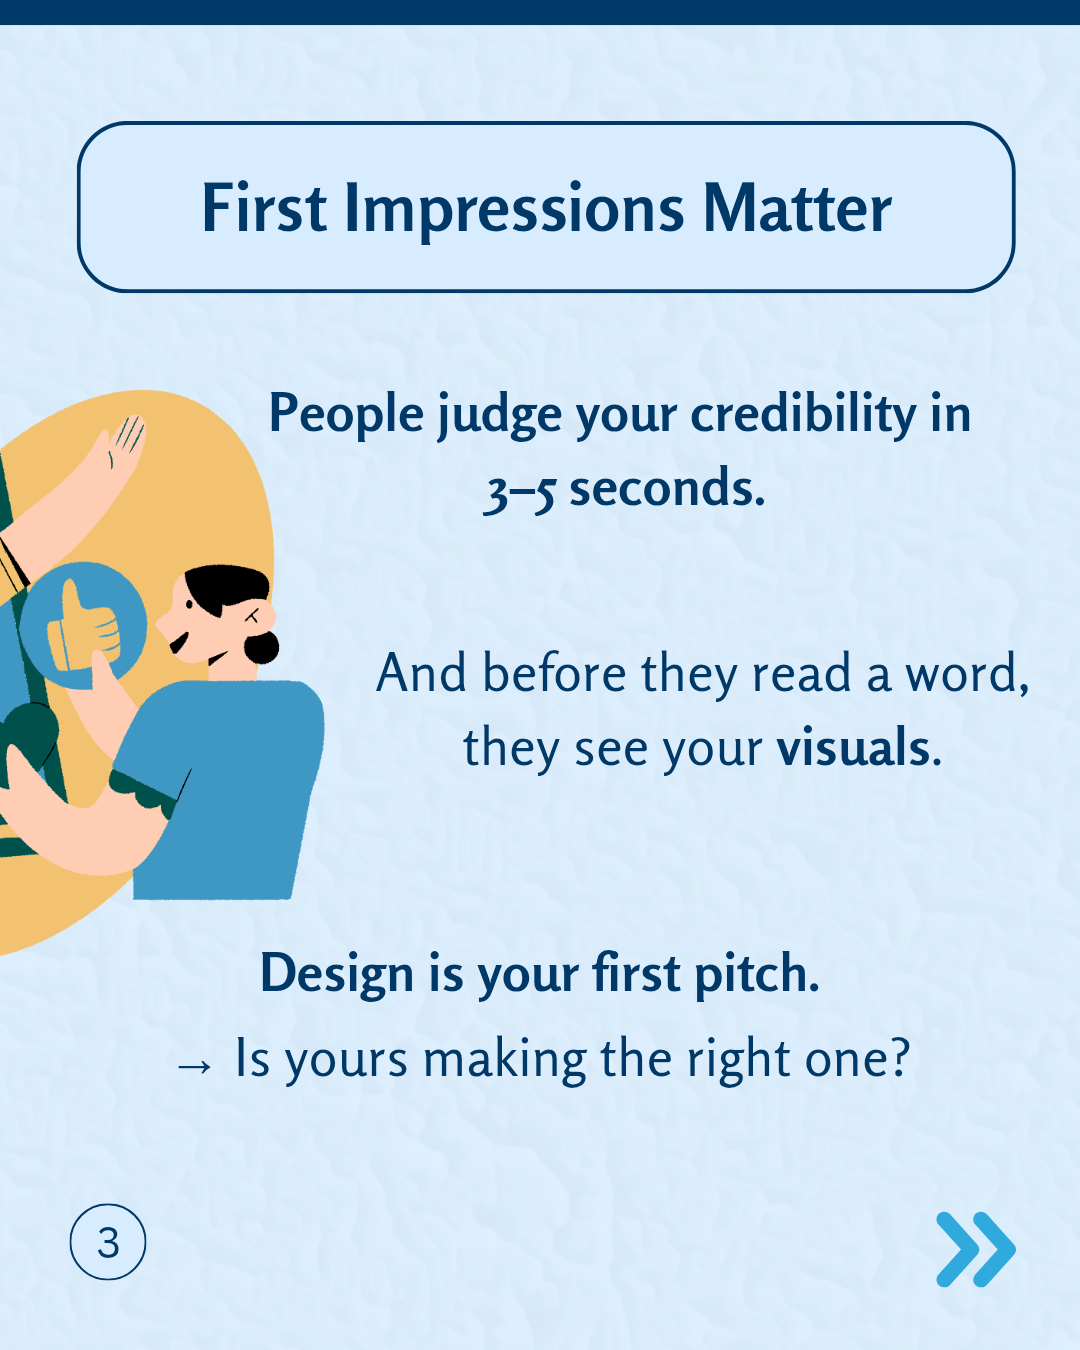 First Impressions Matter
People judge your credibility in
3–5 seconds.
And before they read a word,
they see your visuals.
Design is your first pitch.
→ Is yours making the right one?
3